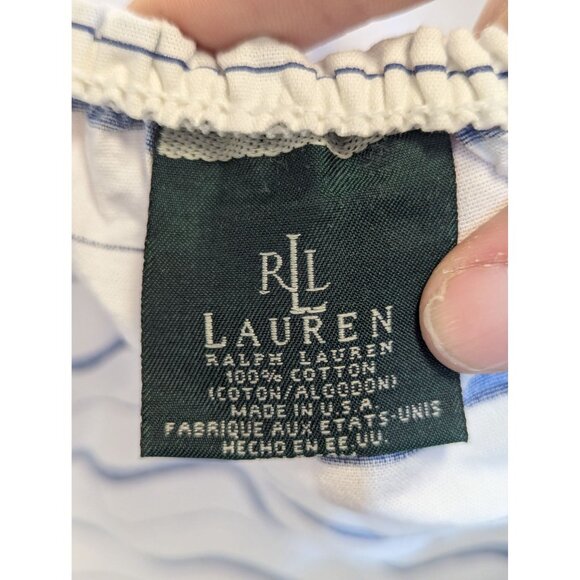 RLL
LAUREN
RALPH LAUREN
100% COTTON
(COTON/ALGODON)
MADE IN U.S.A
FABRIQUE AUX ETATS-UNIS
HECHO EN EE.UU.